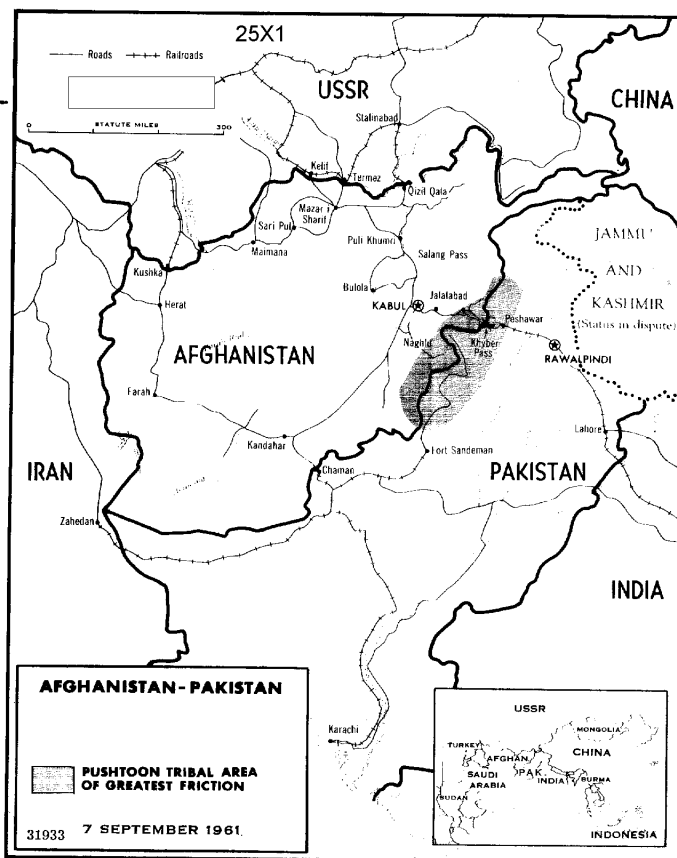 25X1
Roads
Railroads
STATUTE MILES
0
300
USSR
CHINA
Stalinabad
Kelif
Termez
Qizil Qala
Mazar i
Sharif
Sari Pul
Maimana
Puli Khumri
Salang Pass
JAMMU
AND
KASHMIR
(Status in dispute)
Kushka
Bulola
KABUL
Jalalabad
Herat
Peshawar
Naghlu
Khyber
Pass
RAWALPINDI
AFGHANISTAN
Farah
Kandahar
Lahore
Fort Sandeman
IRAN
Chaman
PAKISTAN
Zahedan
INDIA
Karachi
AFGHANISTAN-PAKISTAN
PUSHTOON TRIBAL AREA
OF GREATEST FRICTION
31933
7 SEPTEMBER 1961
USSR
MONGOLIA
TURKEY
AFGHAN.
CHINA
SAUDI
ARABIA
PAK.
INDIA
BURMA
SUDAN
INDONESIA